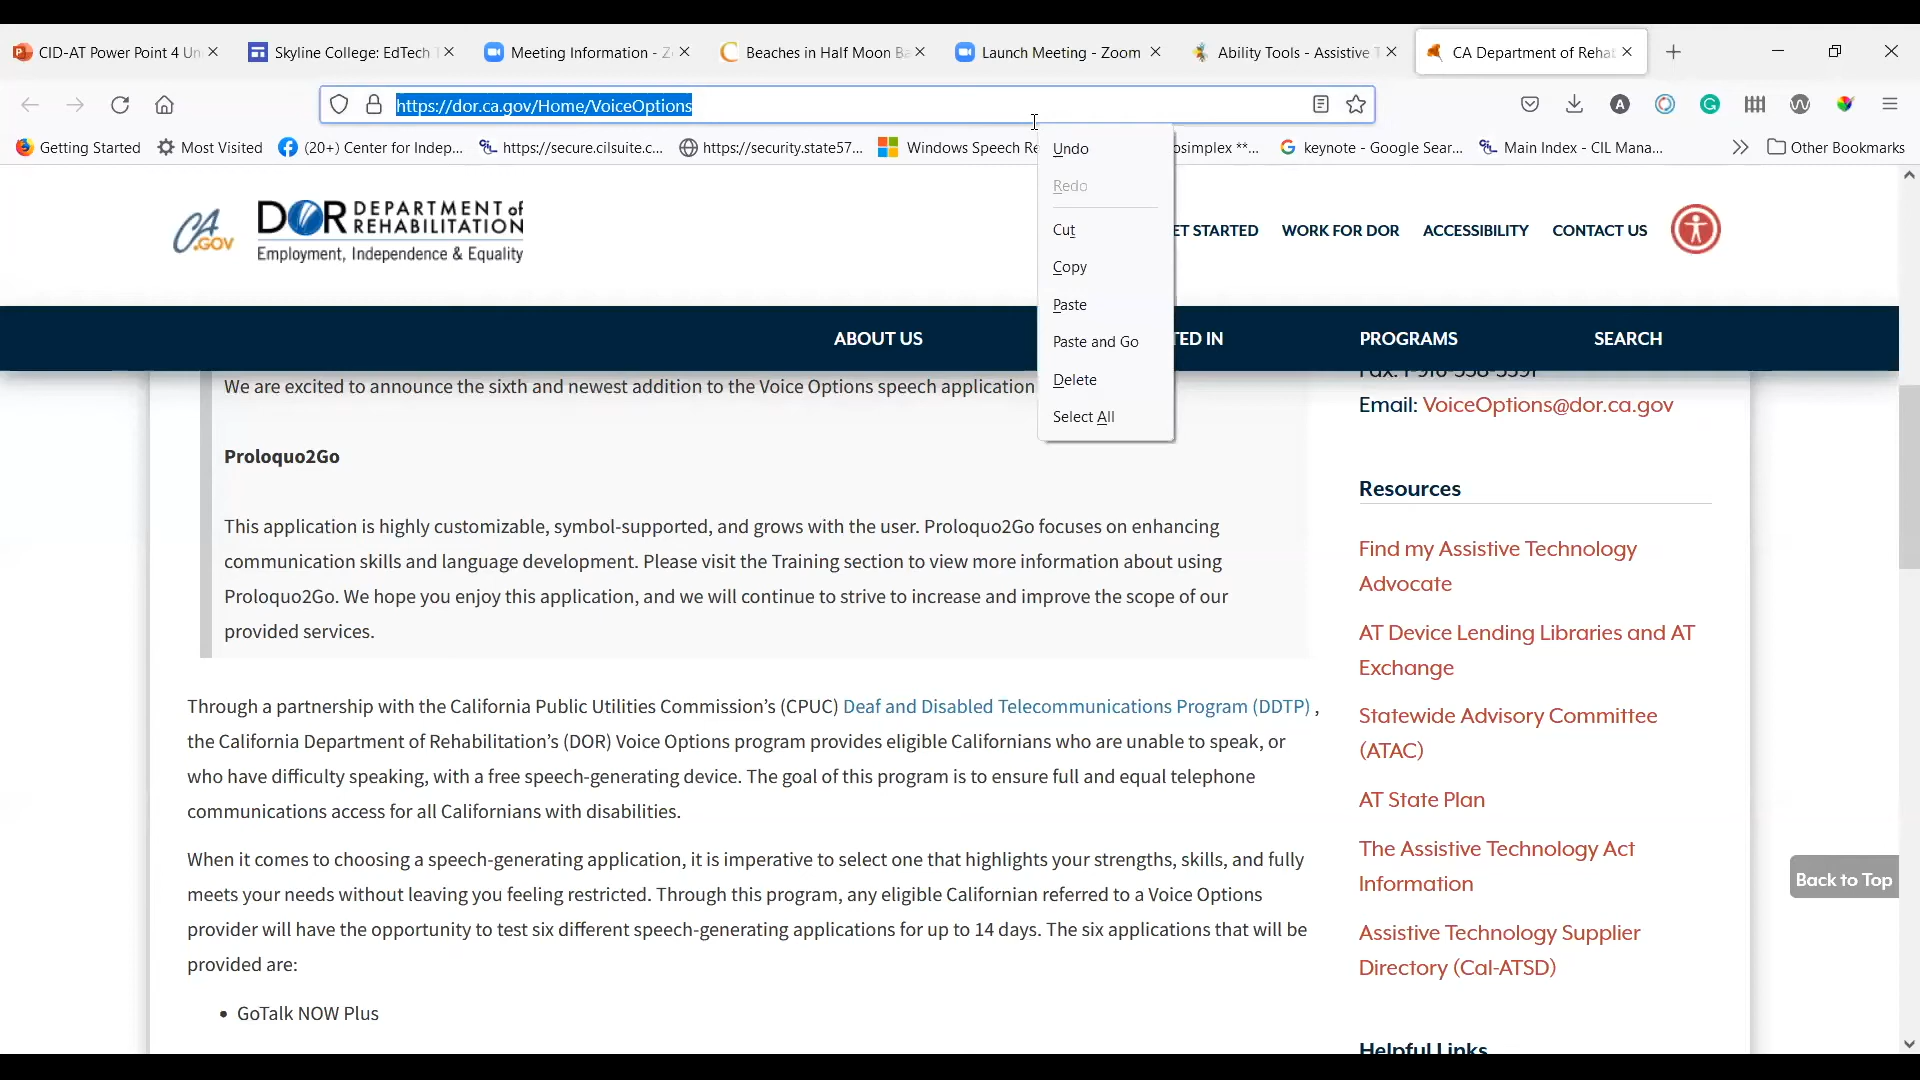 CID-AT Power Point 4 Un
Skyline College: EdTech T
Meeting Information - Z
Beaches in Half Moon Ba
Launch Meeting - Zoom
Ability Tools - Assistive T
CA Department of Rehab
https://dor.ca.gov/Home/VoiceOptions
Getting Started
Most Visited
(20+) Center for Indep...
https://secure.cilsuite.c...
https://security.state57...
Windows Speech Re
osimplex **...
keynote - Google Sear...
Main Index - CIL Mana...
Other Bookmarks
Undo
Redo
Cut
Copy
Paste
Paste and Go
Delete
Select All
CA
.GOV
DOR DEPARTMENT of
REHABILITATION
Employment, Independence & Equality
ET STARTED
WORK FOR DOR
ACCESSIBILITY
CONTACT US
ABOUT US
TED IN
PROGRAMS
SEARCH
We are excited to announce the sixth and newest addition to the Voice Options speech application
Proloquo2Go
This application is highly customizable, symbol-supported, and grows with the user. Proloquo2Go focuses on enhancing
communication skills and language development. Please visit the Training section to view more information about using
Proloquo2Go. We hope you enjoy this application, and we will continue to strive to increase and improve the scope of our
provided services.
Through a partnership with the California Public Utilities Commission’s (CPUC) Deaf and Disabled Telecommunications Program (DDTP) ,
the California Department of Rehabilitation’s (DOR) Voice Options program provides eligible Californians who are unable to speak, or
who have difficulty speaking, with a free speech-generating device. The goal of this program is to ensure full and equal telephone
communications access for all Californians with disabilities.
When it comes to choosing a speech-generating application, it is imperative to select one that highlights your strengths, skills, and fully
meets your needs without leaving you feeling restricted. Through this program, any eligible Californian referred to a Voice Options
provider will have the opportunity to test six different speech-generating applications for up to 14 days. The six applications that will be
provided are:
• GoTalk NOW Plus
Email: VoiceOptions@dor.ca.gov
Resources
Find my Assistive Technology
Advocate
AT Device Lending Libraries and AT
Exchange
Statewide Advisory Committee
(ATAC)
AT State Plan
The Assistive Technology Act
Information
Assistive Technology Supplier
Directory (Cal-ATSD)
Helpful Links
Back to Top